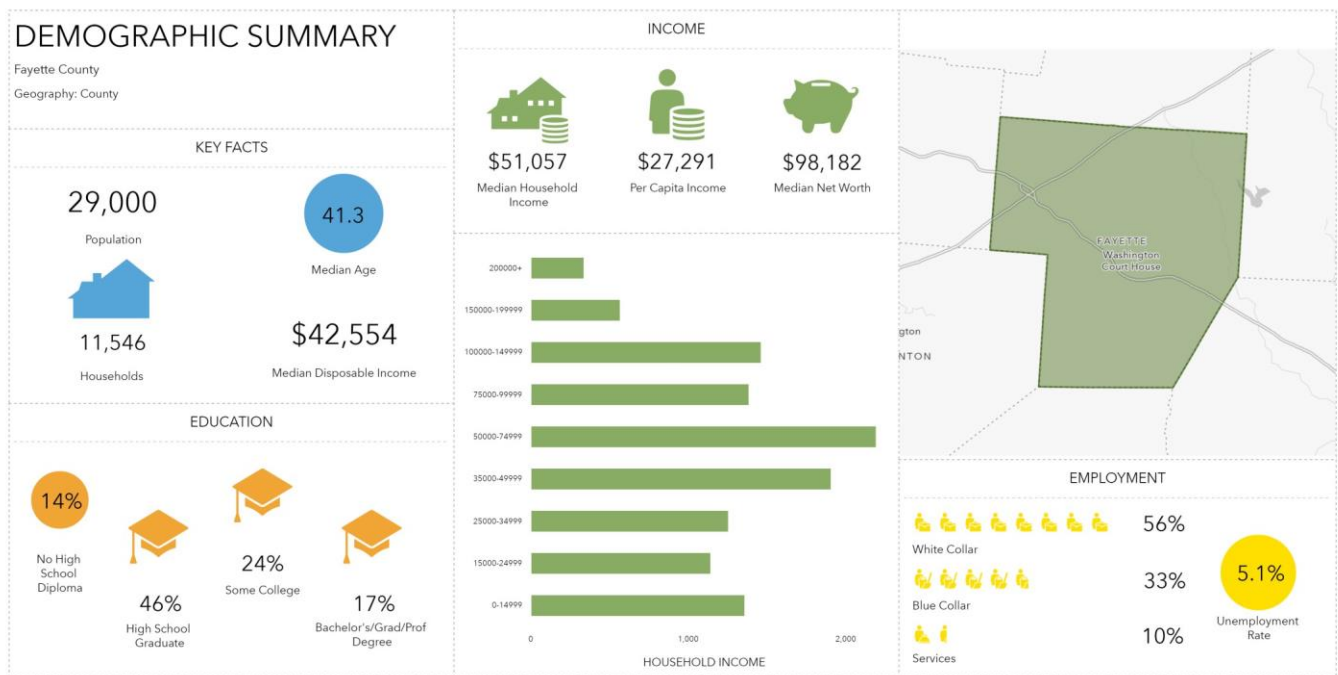 DEMOGRAPHIC SUMMARY
Fayette County
Geography: County
KEY FACTS
29,000
Population
41.3
Median Age
11,546
Households
$42,554
Median Disposable Income
EDUCATION
14%
No High
School
Diploma
46%
High School
Graduate
24%
Some College
17%
Bachelor's/Grad/Prof
Degree
INCOME
$51,057
Median Household
Income
$27,291
Per Capita Income
$98,182
Median Net Worth
200000+
150000-199999
100000-149999
75000-99999
50000-74999
35000-49999
25000-34999
15000-24999
0-14999
0
1,000
2,000
HOUSEHOLD INCOME
FAYETTE
Washington
Court House
gton
NTON
EMPLOYMENT
56%
White Collar
33%
Blue Collar
10%
Services
5.1%
Unemployment
Rate